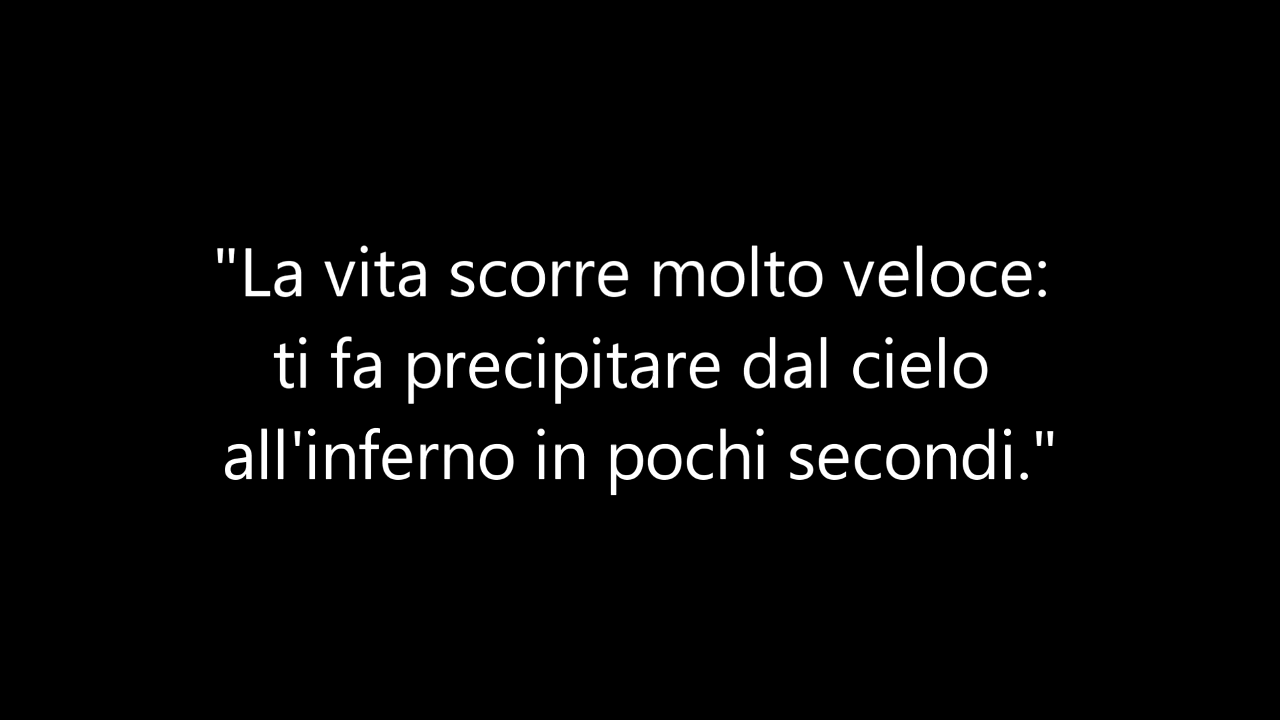 "La vita scorre molto veloce:
ti fa precipitare dal cielo
all'inferno in pochi secondi."